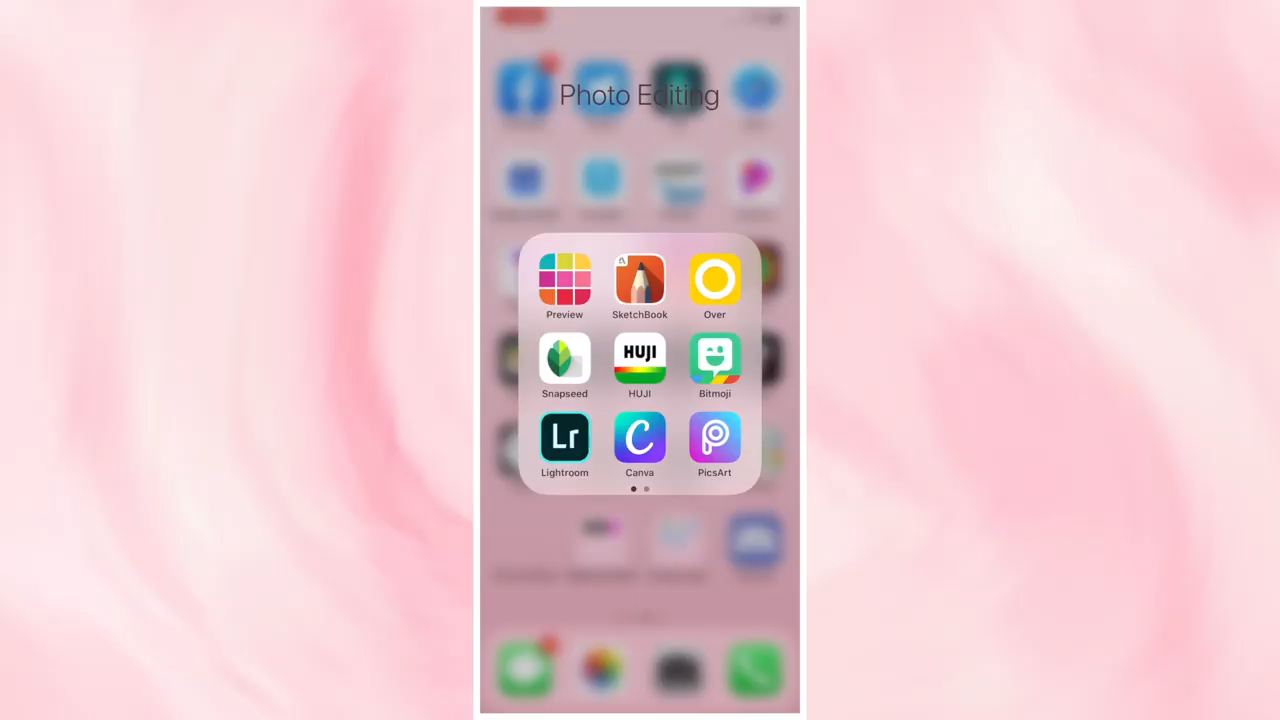 Photo Editing
Preview
SketchBook
Over
HUJI
Snapseed
HUJI
Bitmoji
Lr
C
Lightroom
Canva
PicsArt